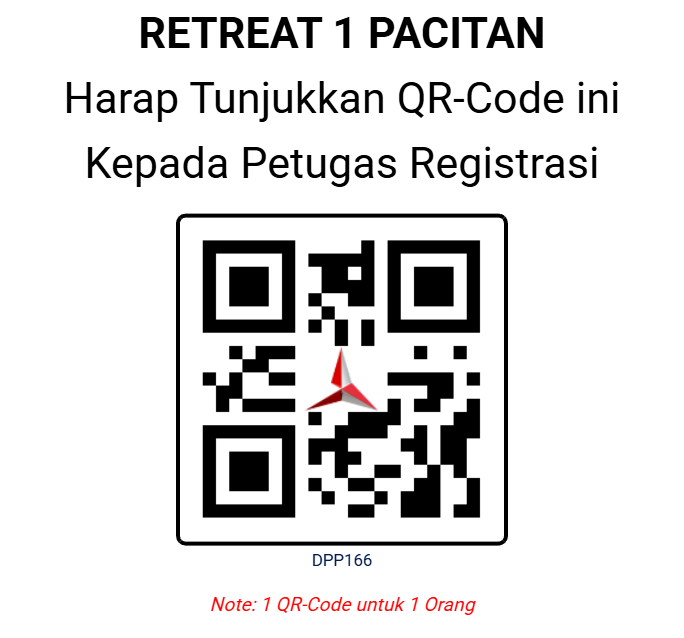 RETREAT 1 PACITAN
Harap Tunjukkan QR-Code ini
Kepada Petugas Registrasi
DPP166
Note: 1 QR-Code untuk 1 Orang